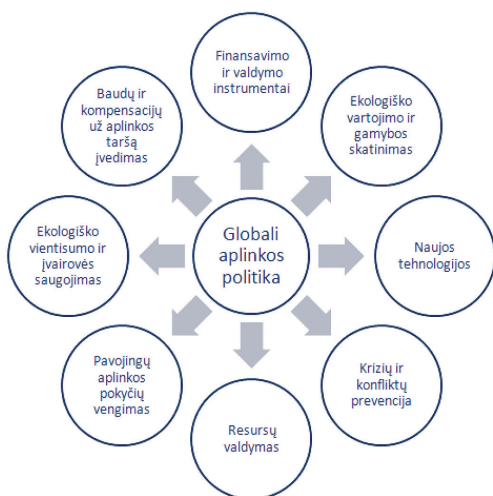 Finansavimo
ir valdymo
instrumentai
Ekologiško
vartojimo ir
gamybos
skatinimas
Naujos
tehnologijos
Krizių ir
konfliktų
prevencija
Resursų
valdymas
Pavojingų
aplinkos
pokyčių
vengimas
Ekologiško
vientisumo ir
įvairovės
saugojimas
Baudų ir
kompensacijų
už aplinkos
taršą
įvedimas
Globali
aplinkos
politika